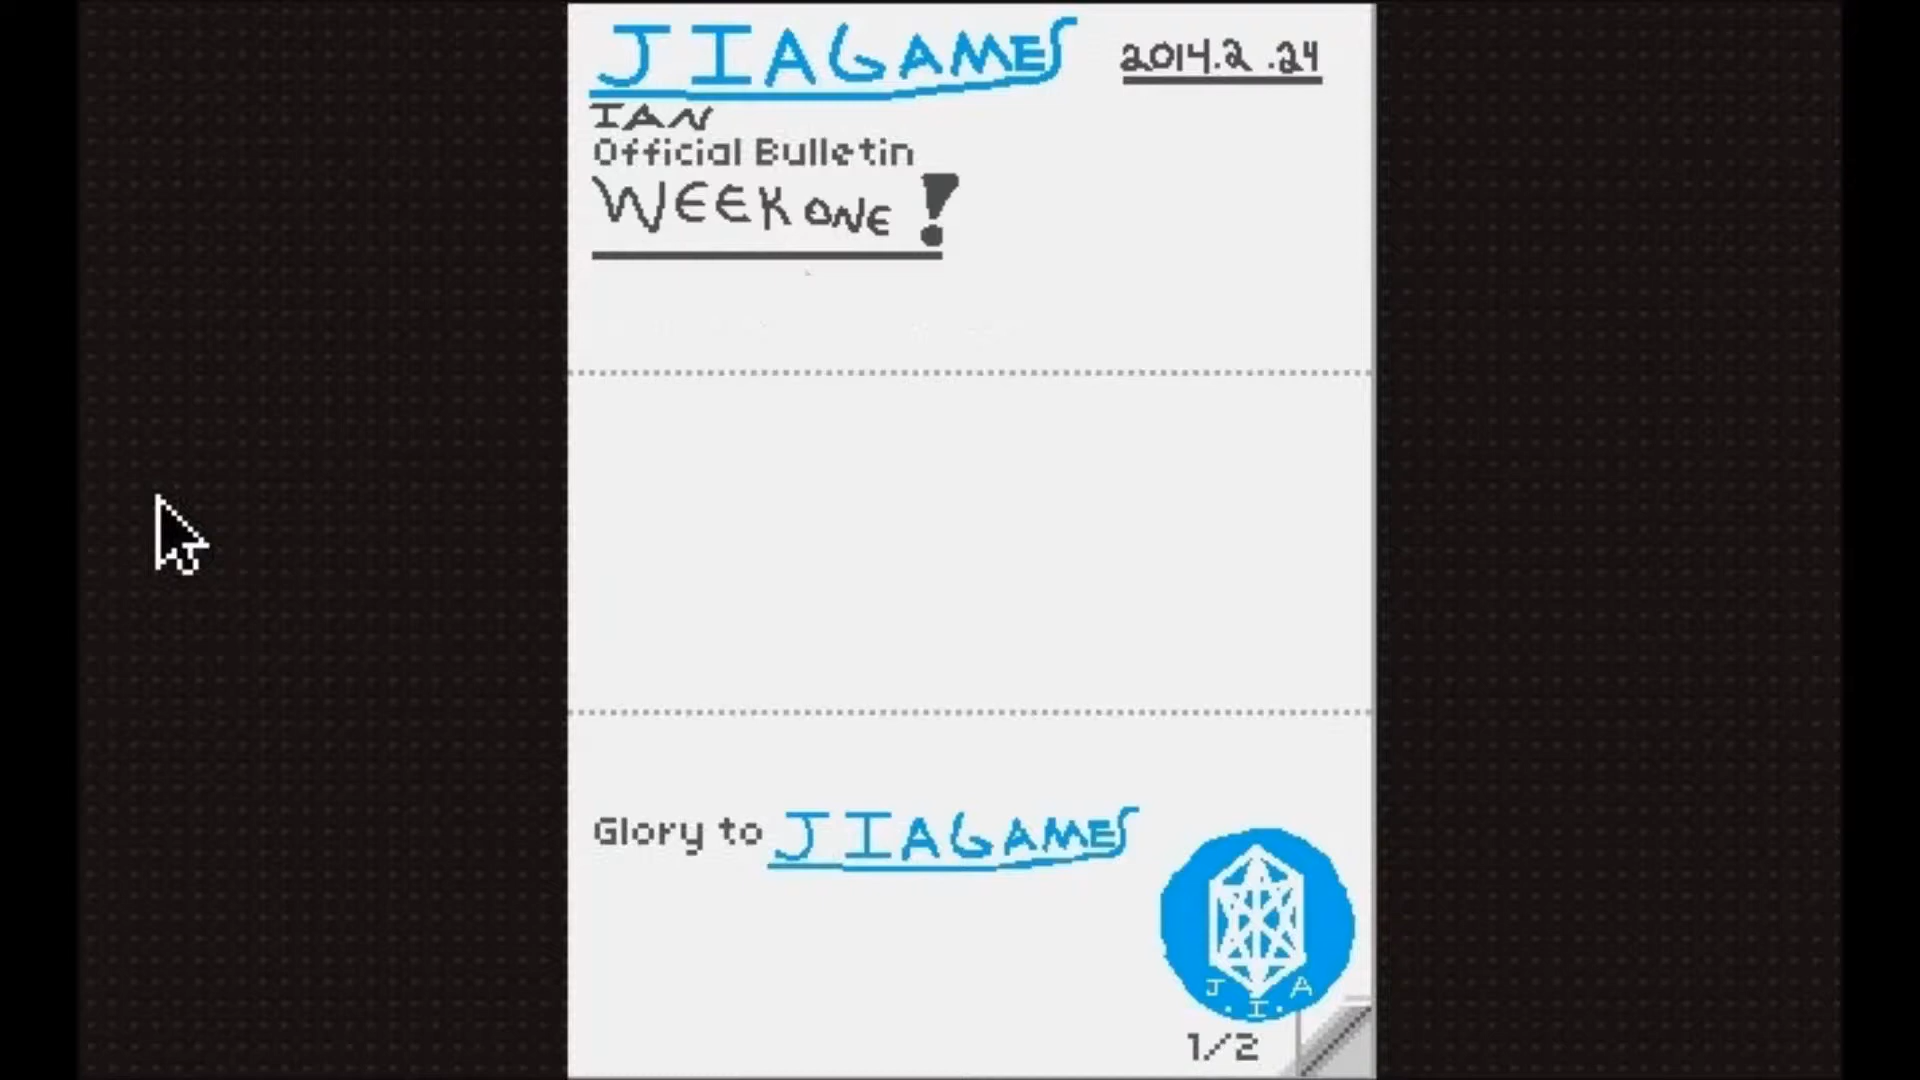 JIAGAMES 2014.2.24
IAN
Official Bulletin
WEEK ONE!
Glory to JIAGAMES
J.I.A
1/2